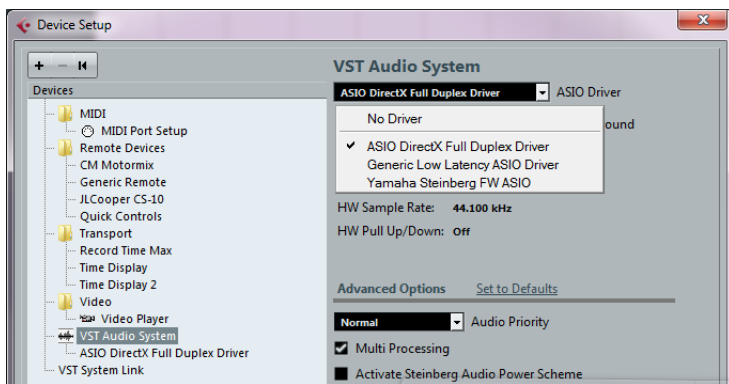 Device Setup
Devices
MIDI
MIDI Port Setup
Remote Devices
CM Motormix
Generic Remote
JLCooper CS-10
Quick Controls
Transport
Record Time Max
Time Display
Time Display 2
Video
Video Player
VST Audio System
ASIO DirectX Full Duplex Driver
VST System Link
VST Audio System
ASIO DirectX Full Duplex Driver ASIO Driver
No Driver
ound
ASIO DirectX Full Duplex Driver
Generic Low Latency ASIO Driver
Yamaha Steinberg FW ASIO
HW Sample Rate: 44.100 kHz
HW Pull Up/Down: Off
Advanced Options Set to Defaults
Normal Audio Priority
Multi Processing
Activate Steinberg Audio Power Scheme